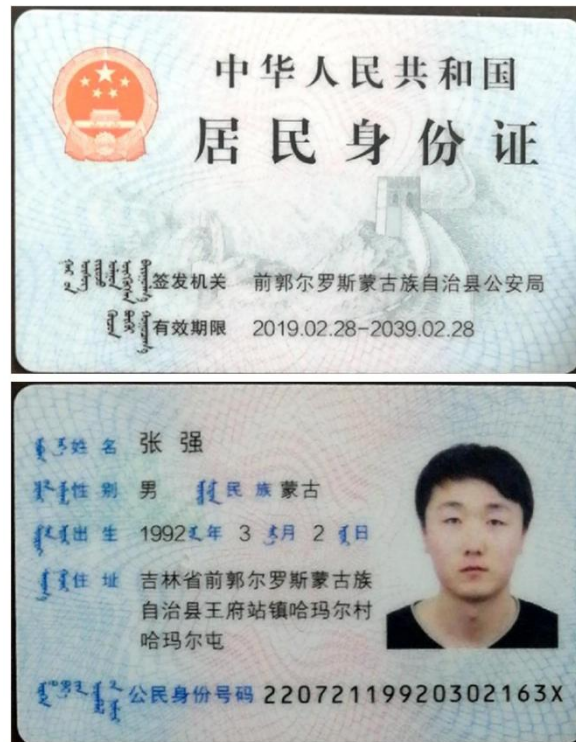 中华人民共和国
居民身份证
签发机关 前郭尔罗斯蒙古族自治县公安局
有效期限 2019.02.28-2039.02.28
姓名 张强
性别 男 民族 蒙古
出生 1992 年 3 月 2 日
住址 吉林省前郭尔罗斯蒙古族
自治县王府站镇哈玛尔村
哈玛尔屯
公民身份号码 22072119920302163X